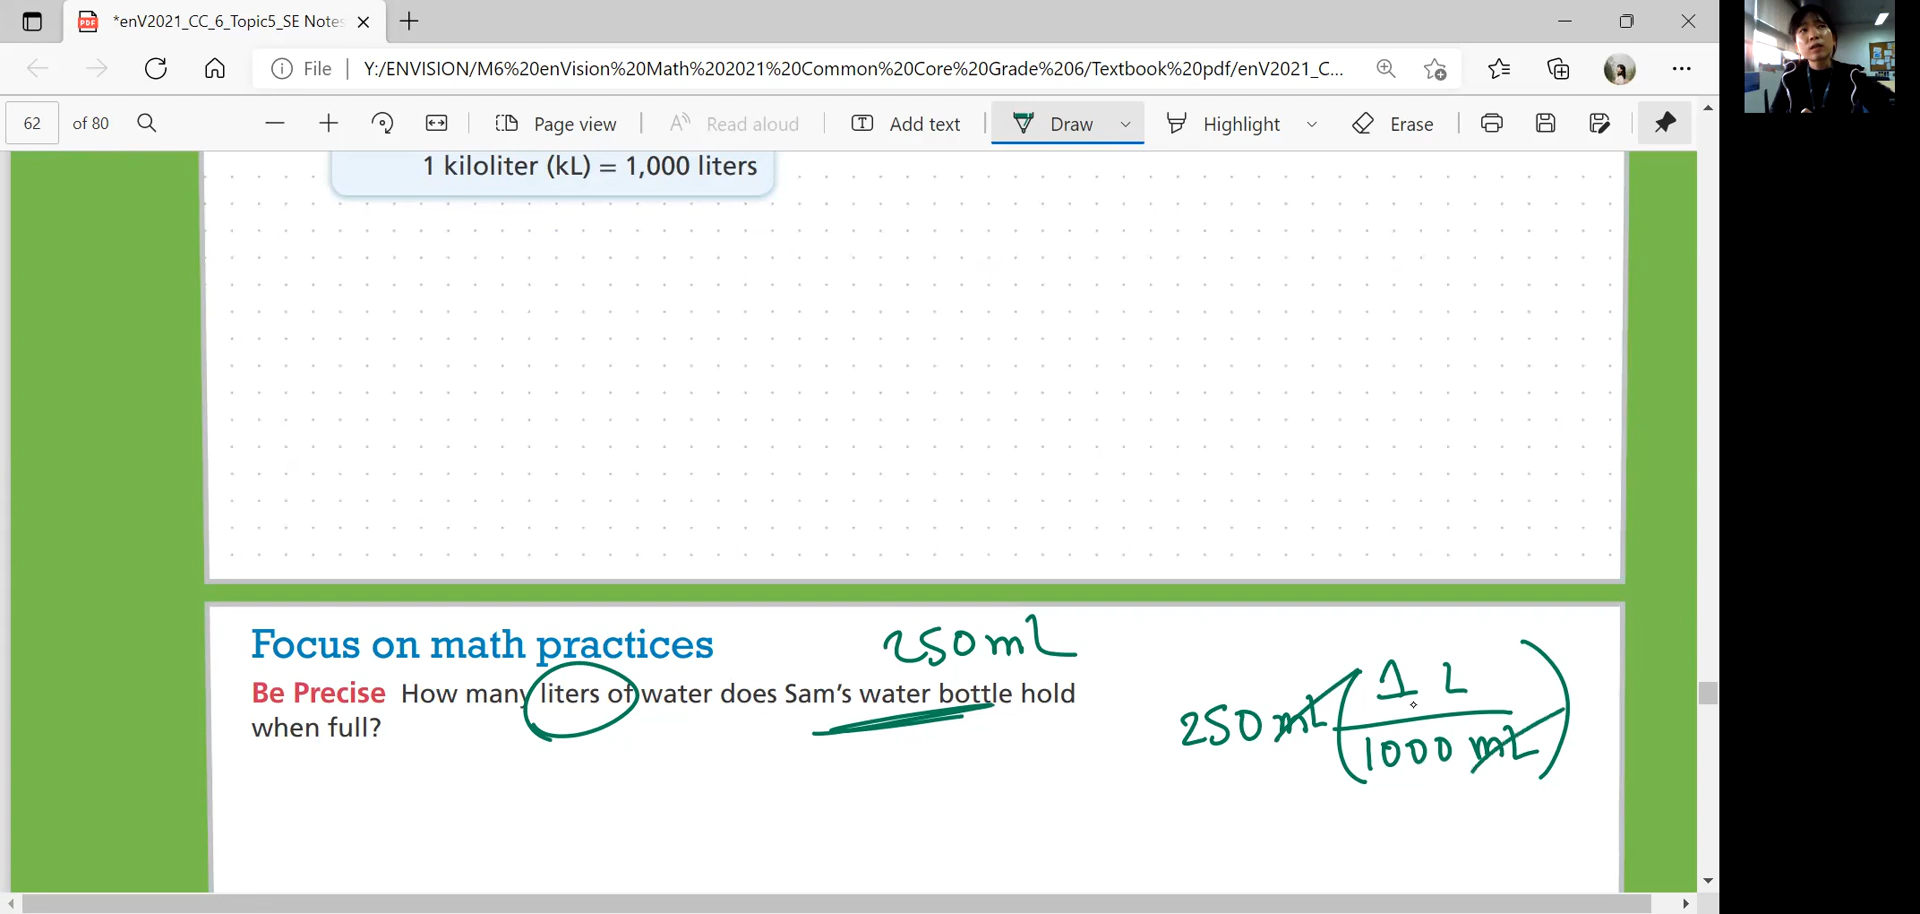 *enV2021_CC_6_Topic5_SE Notes
File
Y:/ENVISION/M6%20enVision%20Math%202021%20Common%20Core%20Grade%206/Textbook%20pdf/enV2021_C...
62 of 80
Page view
Read aloud
Add text
Draw
Highlight
Erase
1 kiloliter (kL) = 1,000 liters
Focus on math practices
250mL
Be Precise How many liters of water does Sam's water bottle hold
when full?
250 mL ( 1 L
1000 mL )